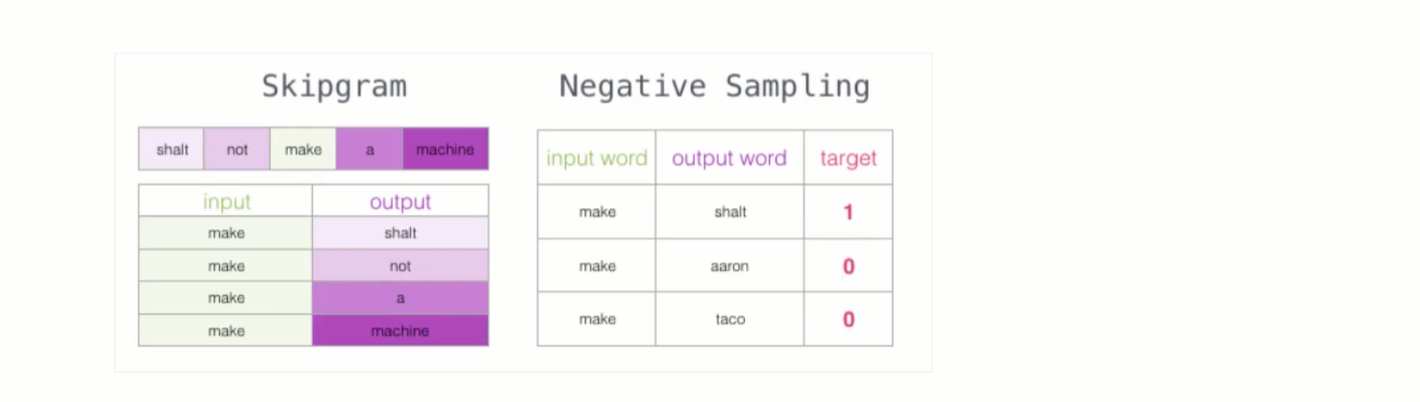 Skipgram
shalt not make a machine
input output
make shalt
make not
make a
make machine
Negative Sampling
input word output word target
make shalt 1
make aaron 0
make taco 0